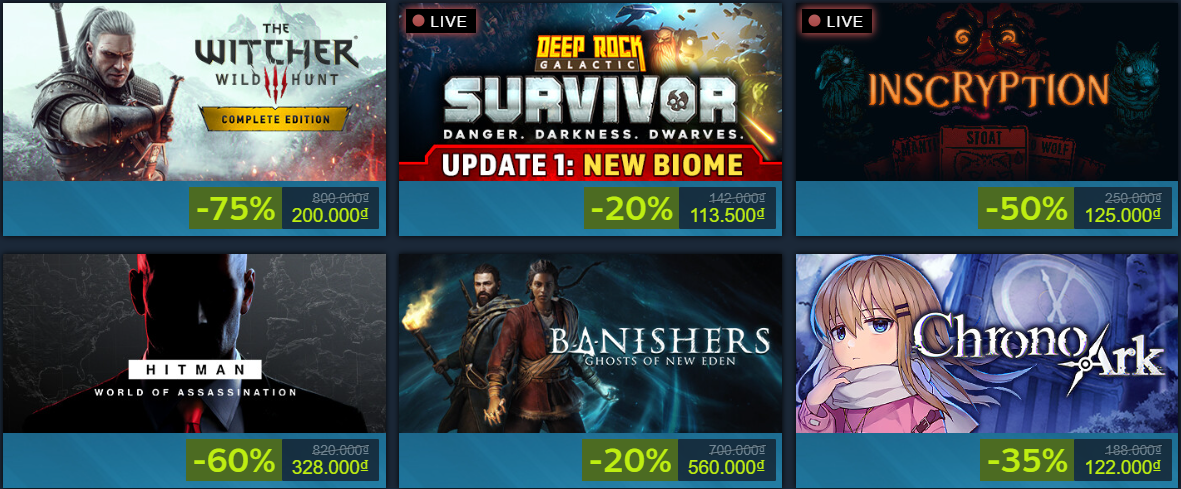 THE
WITCHER
WILD HUNT
COMPLETE EDITION
-75%
800.000₫
200.000₫
LIVE
DEEP ROCK
GALACTIC
SURVIVOR
DANGER. DARKNESS. DWARVES.
UPDATE 1: NEW BIOME
-20%
142.000₫
113.500₫
LIVE
INSCRYPTION
STOAT
WOLF
-50%
250.000₫
125.000₫
HITMAN
WORLD OF ASSASSINATION
-60%
820.000₫
328.000₫
BANISHERS
GHOSTS OF NEW EDEN
-20%
700.000₫
560.000₫
Chrono
Ark
-35%
188.000₫
122.000₫